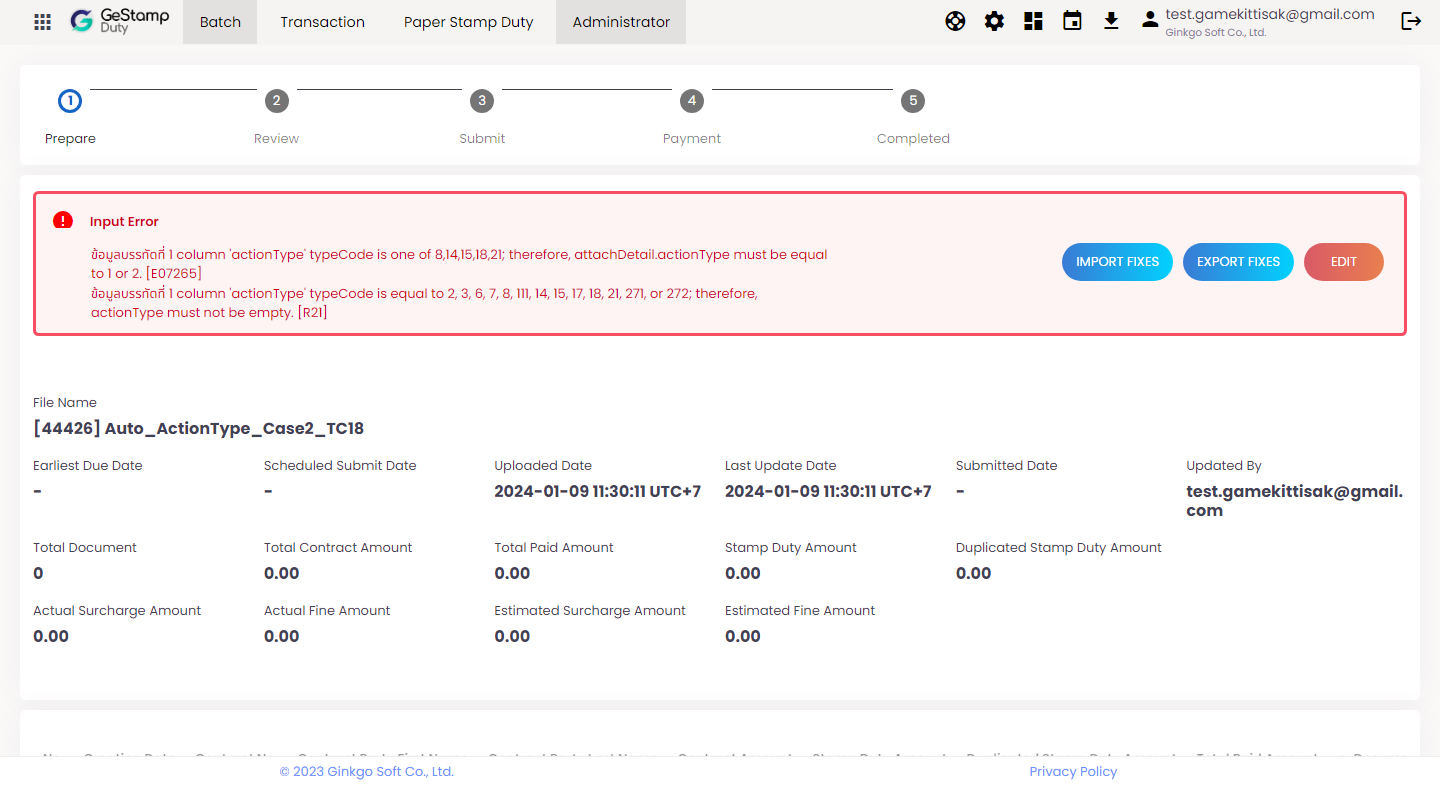 GeStamp
Duty
Batch
Transaction
Paper Stamp Duty
Administrator
test.gamekittisak@gmail.com
Ginkgo Soft Co., Ltd.
1
2
3
4
5
Prepare
Review
Submit
Payment
Completed
Input Error
ข้อมูลบรรทัดที่ 1 column 'actionType' typeCode is one of 8,14,15,18,21; therefore, attachDetail.actionType must be equal
to 1 or 2. [E07265]
ข้อมูลบรรทัดที่ 1 column 'actionType' typeCode is equal to 2, 3, 6, 7, 8, 111, 14, 15, 17, 18, 21, 271, or 272; therefore,
actionType must not be empty. [R21]
IMPORT FIXES
EXPORT FIXES
EDIT
File Name
[44426] Auto_ActionType_Case2_TC18
Earliest Due Date
Scheduled Submit Date
Uploaded Date
Last Update Date
Submitted Date
Updated By
-
-
2024-01-09 11:30:11 UTC+7
2024-01-09 11:30:11 UTC+7
-
test.gamekittisak@gmail.
com
Total Document
Total Contract Amount
Total Paid Amount
Stamp Duty Amount
Duplicated Stamp Duty Amount
0
0.00
0.00
0.00
0.00
Actual Surcharge Amount
Actual Fine Amount
Estimated Surcharge Amount
Estimated Fine Amount
0.00
0.00
0.00
0.00
© 2023 Ginkgo Soft Co., Ltd.
Privacy Policy